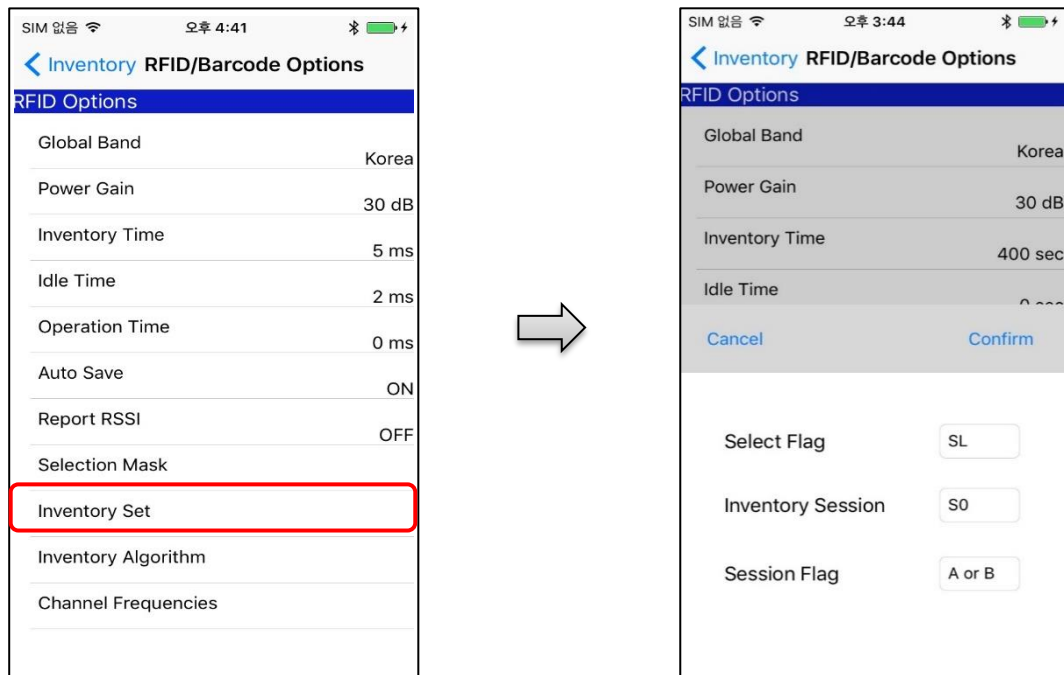 SIM 없음 오후 4:41
Inventory RFID/Barcode Options
RFID Options
Global Band
Korea
Power Gain
30 dB
Inventory Time
5 ms
Idle Time
2 ms
Operation Time
0 ms
Auto Save
ON
Report RSSI
OFF
Selection Mask
Inventory Set
Inventory Algorithm
Channel Frequencies
SIM 없음 오후 3:44
Inventory RFID/Barcode Options
RFID Options
Global Band
Korea
Power Gain
30 dB
Inventory Time
400 sec
Idle Time
Cancel Confirm
Select Flag SL
Inventory Session S0
Session Flag A or B